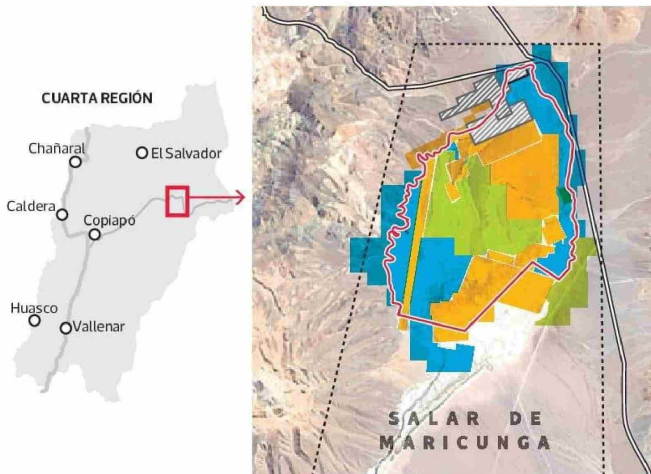 CUARTA REGIÓN
Chañaral
El Salvador
Caldera
Copiapó
Huasco
Vallenar
SALAR DE
MARICUNGA